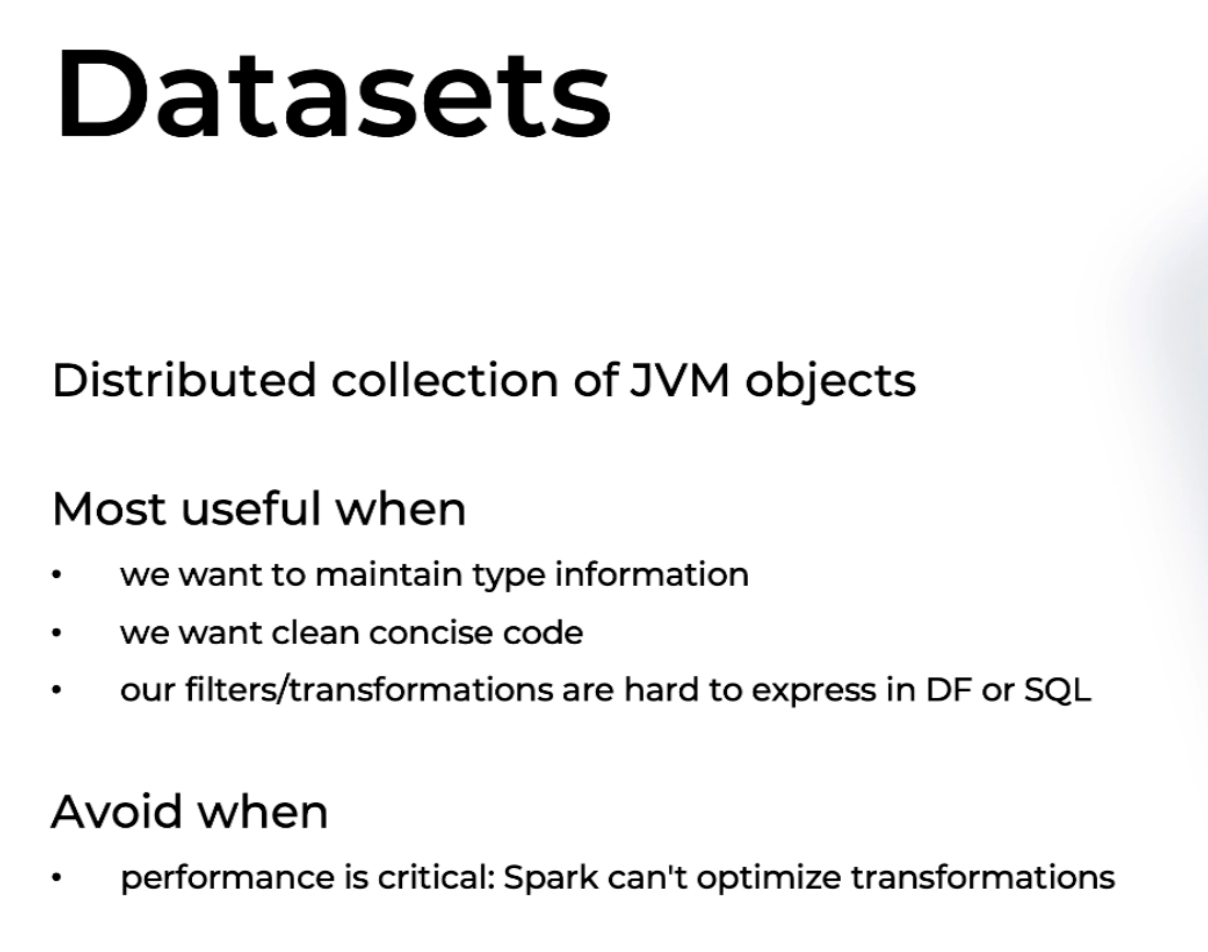 Datasets
Distributed collection of JVM objects
Most useful when
• we want to maintain type information
• we want clean concise code
• our filters/transformations are hard to express in DF or SQL
Avoid when
• performance is critical: Spark can't optimize transformations